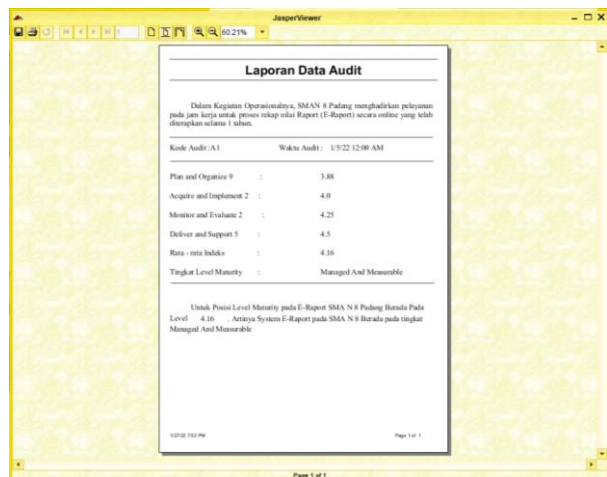 JasperViewer
1
60.21%
Laporan Data Audit
Dalam Kegiatan Operasionalnya, SMAN 8 Padang menghadirkan pelayanan
pada jam kerja untuk proses rekap nilai Raport (E-Raport) secara online yang telah
diterapkan selama 1 tahun.
Kode Audit :A1 Waktu Audit : 1/5/22 12:00 AM
Plan and Organize 9 : 3.88
Acquire and Implement 2 : 4.0
Monitor and Evaluate 2 : 4.25
Deliver and Support 5 : 4.5
Rata - rata Indeks : 4.16
Tingkat Level Maturity : Managed And Measurable
Untuk Posisi Level Maturity pada E-Raport SMA N 8 Padang Berada Pada
Level 4.16 . Artinya System E-Raport pada SMA N 8 Berada pada tingkat
Managed And Measurable
7:02 PM Page 1 of 1
Page 1 of 1